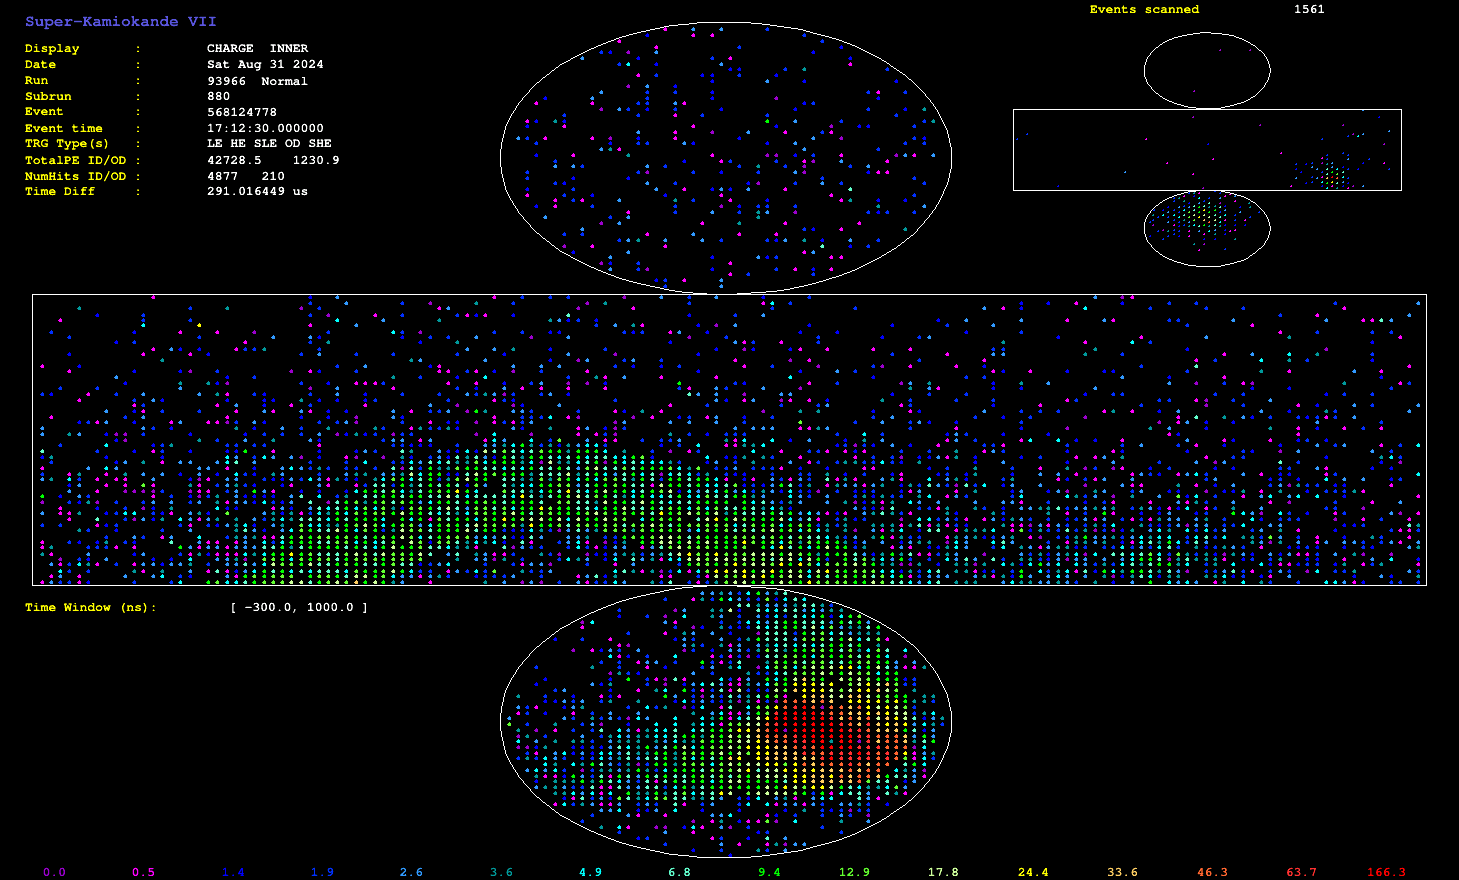 Super-Kamiokande VII
Events scanned 1561
Display : CHARGE INNER
Date : Sat Aug 31 2024
Run : 93966 Normal
Subrun : 880
Event : 568124778
Event time : 17:12:30.000000
TRG Type(s) : LE HE SLE OD SHE
TotalPE ID/OD : 42728.5 1230.9
NumHits ID/OD : 4877 210
Time Diff : 291.016449 us
Time Window (ns): [ -300.0, 1000.0 ]
0.0 0.5 1.4 1.9 2.6 3.6 4.9 6.8 9.4 12.9 17.8 24.4 33.6 46.3 63.7 166.3